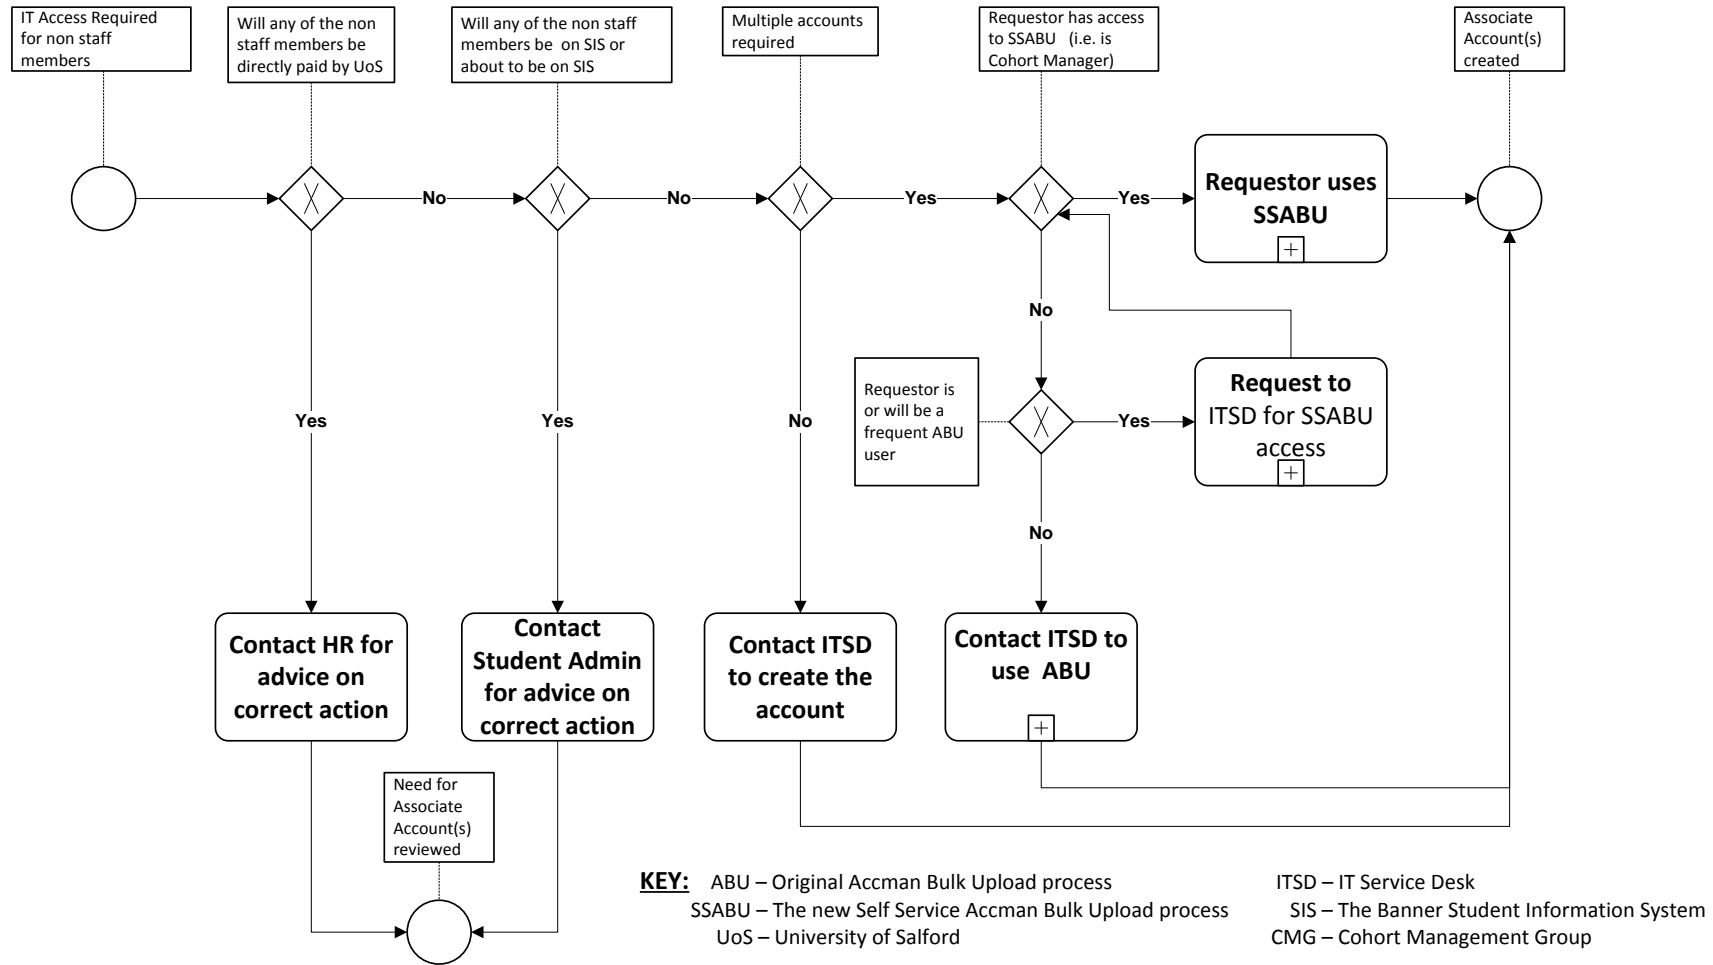 IT Access Required
for non staff
members
Will any of the non
staff members be
directly paid by UoS
Will any of the non staff
members be on SIS or
about to be on SIS
Multiple accounts
required
Requestor has access
to SSABU (i.e. is
Cohort Manager)
Associate
Account(s)
created
No
No
Yes
Yes
Requestor uses
SSABU
+
No
Requestor is
or will be a
frequent ABU
user
Yes
Request to
ITSD for SSABU
access
+
Yes
Yes
No
No
Contact HR for
advice on
correct action
Contact
Student Admin
for advice on
correct action
Contact ITSD
to create the
account
Contact ITSD to
use ABU
+
Need for
Associate
Account(s)
reviewed
KEY: ABU – Original Accman Bulk Upload process
SSABU – The new Self Service Accman Bulk Upload process
UoS – University of Salford
ITSD – IT Service Desk
SIS – The Banner Student Information System
CMG – Cohort Management Group